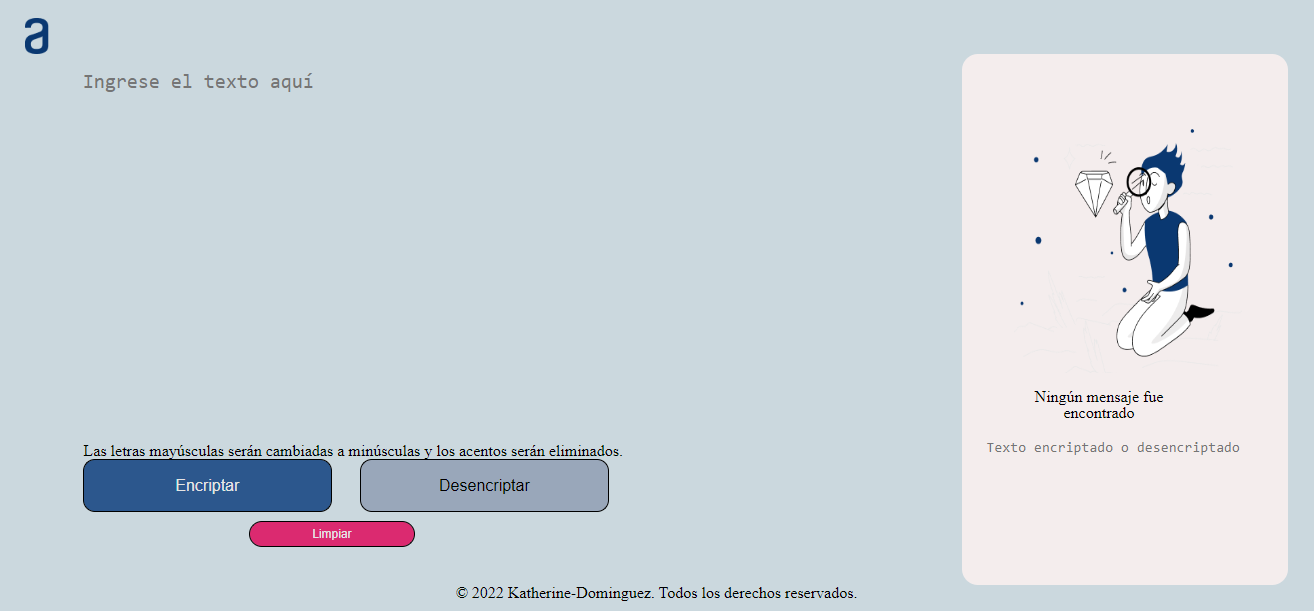 a
Ingrese el texto aquí
Ningún mensaje fue
encontrado
Texto encriptado o desencriptado
Las letras mayúsculas serán cambiadas a minúsculas y los acentos serán eliminados.
Encriptar
Desencriptar
Limpiar
© 2022 Katherine-Dominguez. Todos los derechos reservados.